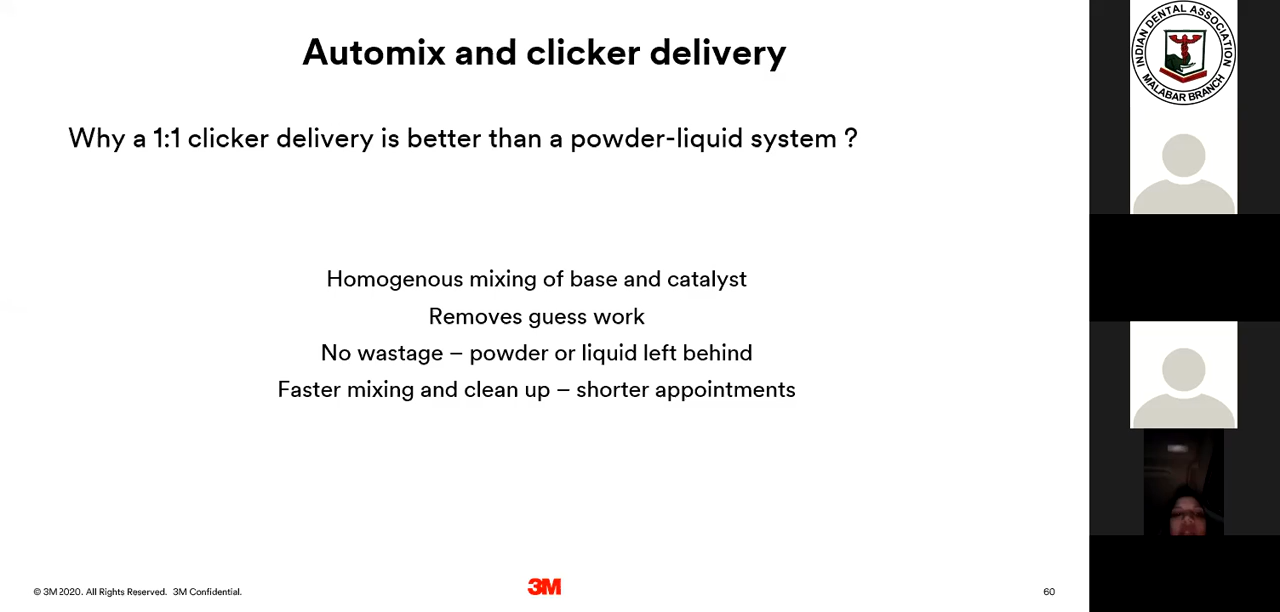 Automix and clicker delivery
Why a 1:1 clicker delivery is better than a powder-liquid system ?
Homogenous mixing of base and catalyst
Removes guess work
No wastage – powder or liquid left behind
Faster mixing and clean up – shorter appointments
© 3M 2020. All Rights Reserved. 3M Confidential.
3M
60
INDIAN DENTAL ASSOCIATION
MALABAR BRANCH